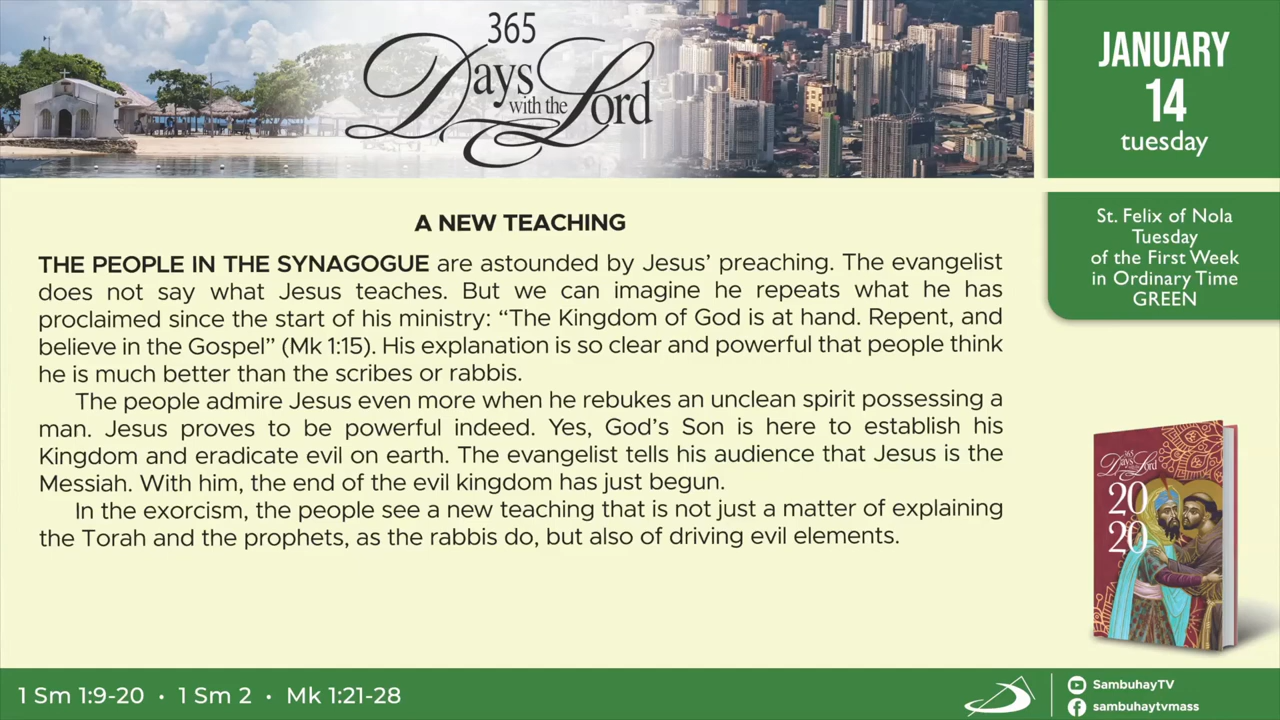 365
Days with the Lord
JANUARY
14
tuesday
St. Felix of Nola
Tuesday
of the First Week
in Ordinary Time
GREEN
A NEW TEACHING
THE PEOPLE IN THE SYNAGOGUE are astounded by Jesus’ preaching. The evangelist
does not say what Jesus teaches. But we can imagine he repeats what he has
proclaimed since the start of his ministry: “The Kingdom of God is at hand. Repent, and
believe in the Gospel” (Mk 1:15). His explanation is so clear and powerful that people think
he is much better than the scribes or rabbis.
The people admire Jesus even more when he rebukes an unclean spirit possessing a
man. Jesus proves to be powerful indeed. Yes, God’s Son is here to establish his
Kingdom and eradicate evil on earth. The evangelist tells his audience that Jesus is the
Messiah. With him, the end of the evil kingdom has just begun.
In the exorcism, the people see a new teaching that is not just a matter of explaining
the Torah and the prophets, as the rabbis do, but also of driving evil elements.
365
Days with the Lord
20
20
1 Sm 1:9-20 • 1 Sm 2 • Mk 1:21-28
SambuhayTV
sambuhaytvmass